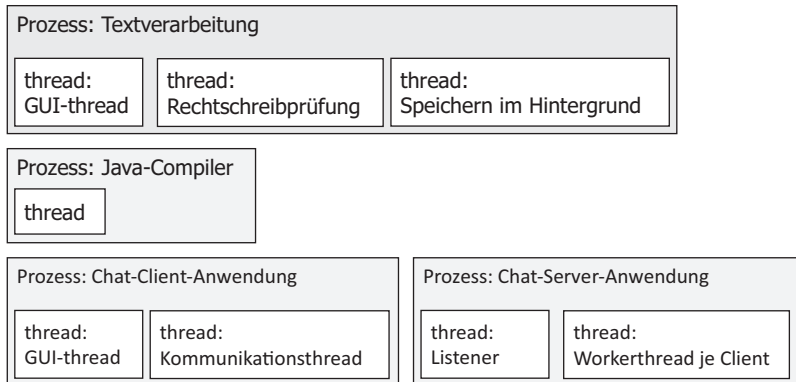 Prozess: Textverarbeitung
thread:
GUI-thread
thread:
Rechtschreibprüfung
thread:
Speichern im Hintergrund
Prozess: Java-Compiler
thread
Prozess: Chat-Client-Anwendung
thread:
GUI-thread
thread:
Kommunikationsthread
Prozess: Chat-Server-Anwendung
thread:
Listener
thread:
Workerthread je Client